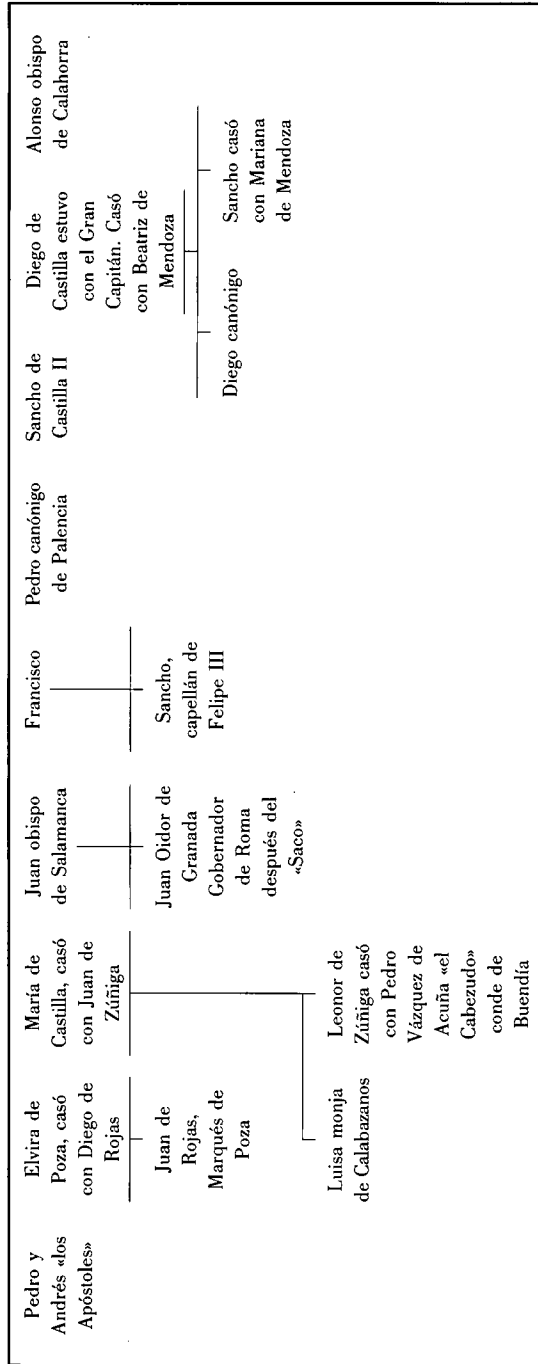 Pedro y
Andrés «los
Apóstoles»
Elvira de
Poza, casó
con Diego de
Rojas
María de
Castilla, casó
con Juan de
Zúñiga
Juan obispo
de Salamanca
Francisco
Pedro canónigo
de Palencia
Sancho de
Castilla II
Diego de
Castilla estuvo
con el Gran
Capitán. Casó
con Beatriz de
Mendoza
Alonso obispo
de Calahorra
Juan de
Rojas,
Marqués de
Poza
Juan Oidor de
Granada
Gobernador
de Roma
después del
«Saco»
Sancho,
capellán de
Felipe III
Diego canónigo
Sancho casó
con Mariana
de Mendoza
Luisa monja
de Calabazanos
Leonor de
Zúñiga casó
con Pedro
Vázquez de
Acuña «el
Cabezudo»
conde de
Buendía